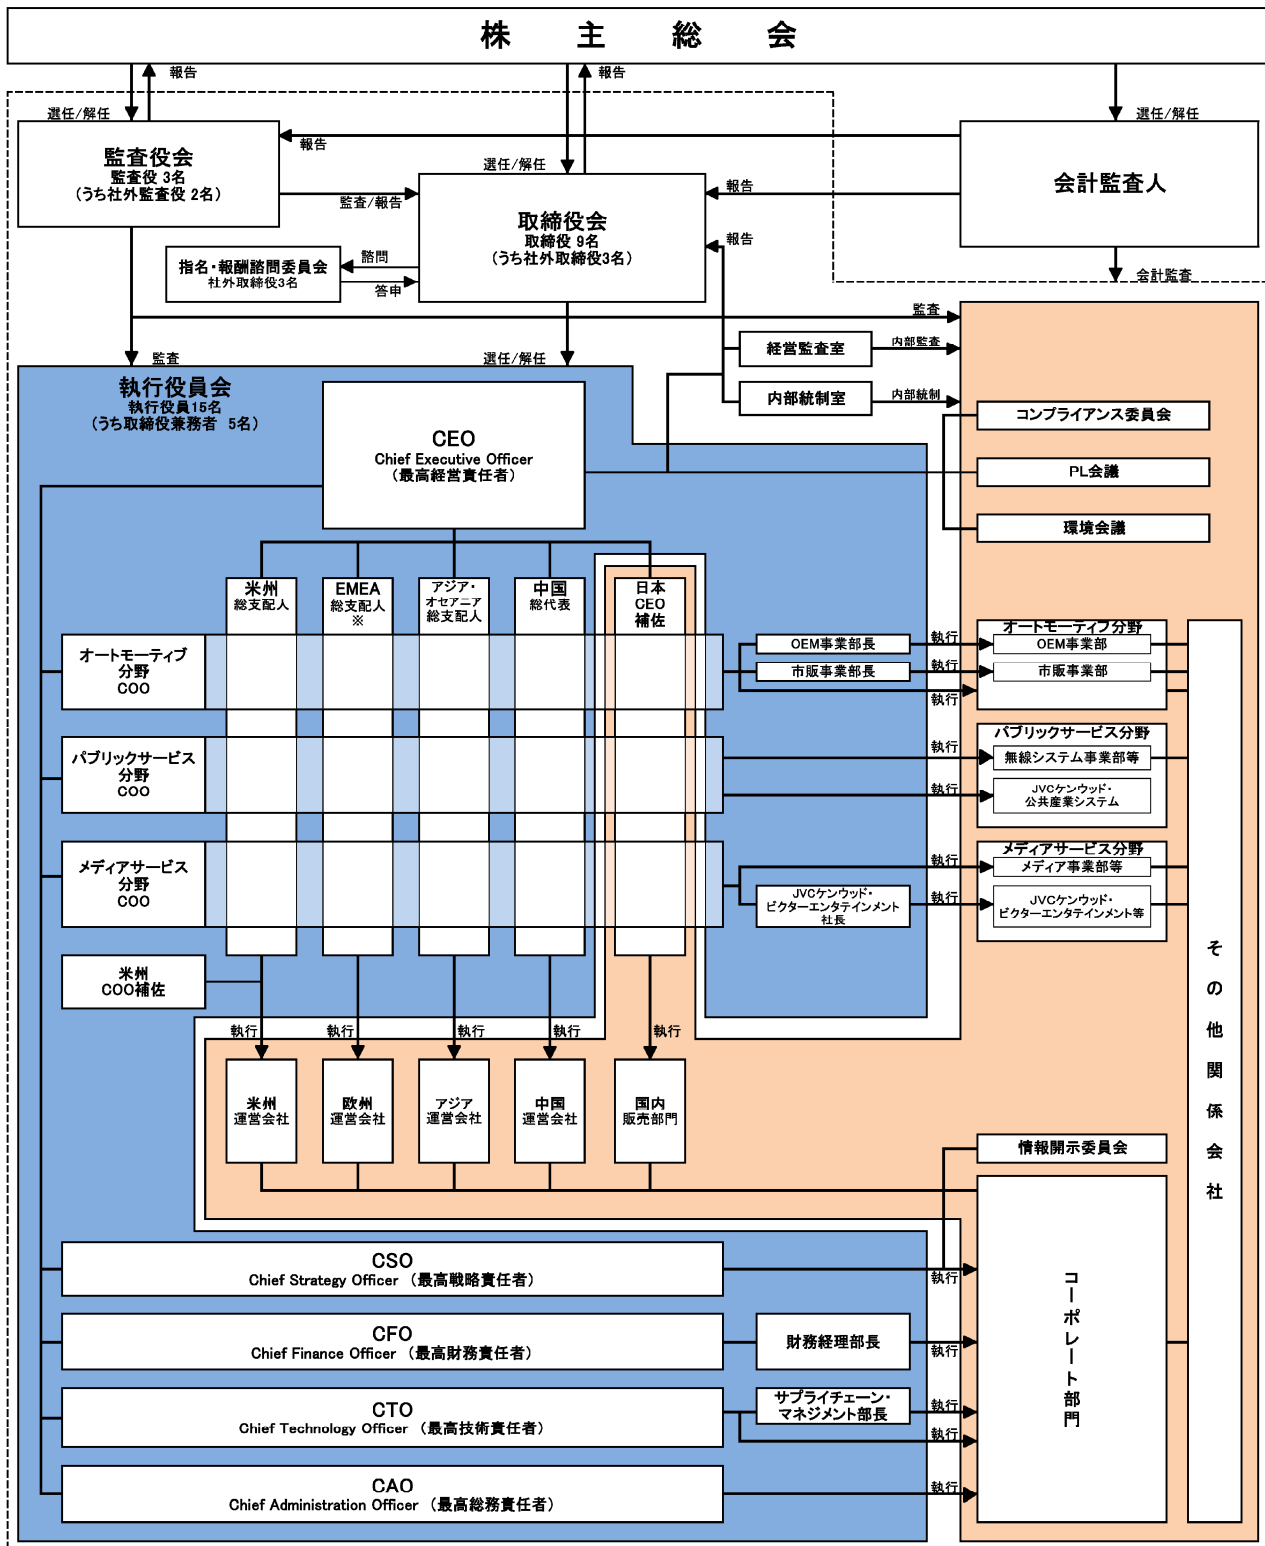 株主総会
報告
報告
選任/解任
選任/解任
監査役会
監査役 3名
(うち社外監査役 2名)
報告
選任/解任
会計監査人
監査/報告
取締役会
取締役 9名
(うち社外取締役3名)
報告
報告
指名・報酬諮問委員会
社外取締役3名
諮問
答申
会計監査
監査
監査
選任/解任
経営監査室
内部監査
内部統制室
内部統制
執行役員会
執行役員15名
(うち取締役兼務者 5名)
CEO
Chief Executive Officer
(最高経営責任者)
コンプライアンス委員会
PL会議
環境会議
米州
総支配人
EMEA
総支配人
※
アジア・
オセアニア
総支配人
中国
総代表
日本
CEO
補佐
オートモーティブ
分野
COO
OEM事業部長
市販事業部長
執行
執行
執行
オートモーティブ分野
OEM事業部
市販事業部
パブリックサービス
分野
COO
執行
執行
パブリックサービス分野
無線システム事業部等
JVCケンウッド・
公共産業システム
メディアサービス
分野
COO
JVCケンウッド・
ビクターエンタテインメント
社長
執行
執行
メディアサービス分野
メディア事業部等
JVCケンウッド・
ビクターエンタテインメント等
その他関係会社
米州
COO補佐
執行
執行
執行
執行
執行
米州
運営会社
欧州
運営会社
アジア
運営会社
中国
運営会社
国内
販売部門
情報開示委員会
コーポレート部門
CSO
Chief Strategy Officer (最高戦略責任者)
執行
CFO
Chief Finance Officer (最高財務責任者)
財務経理部長
執行
CTO
Chief Technology Officer (最高技術責任者)
サプライチェーン・
マネジメント部長
執行
執行
CAO
Chief Administration Officer (最高総務責任者)
執行